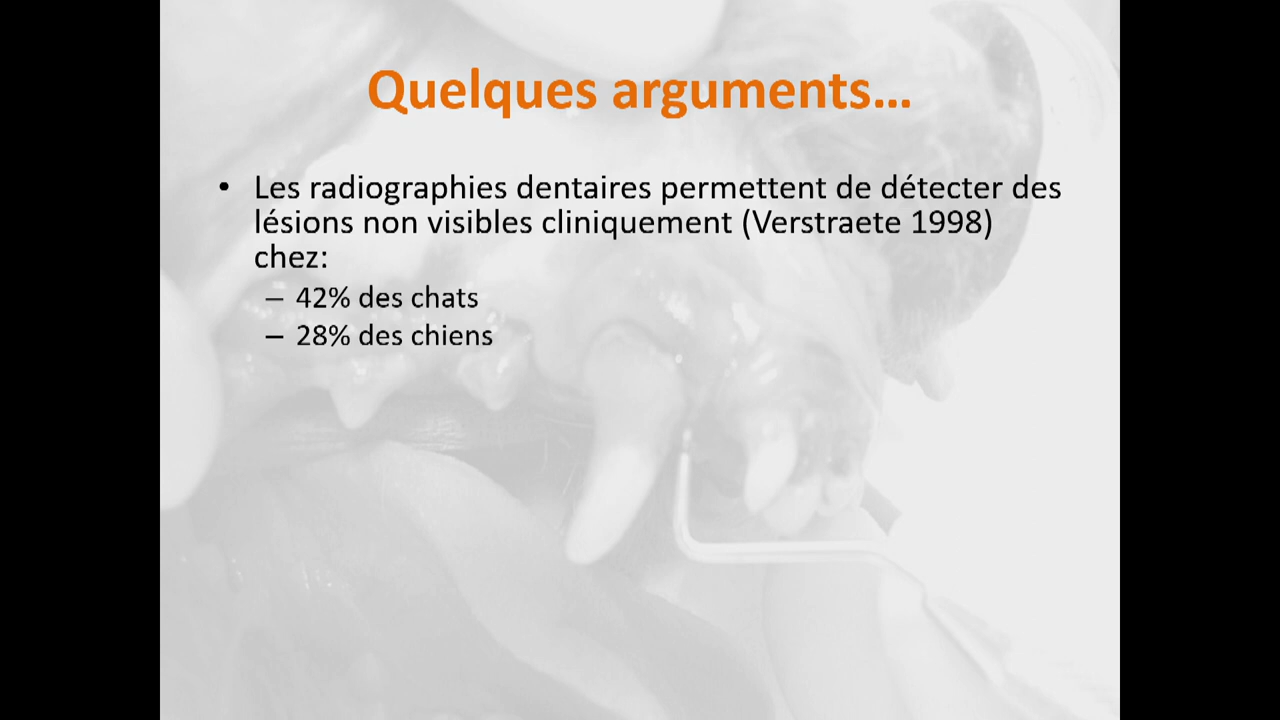 Quelques arguments...
• Les radiographies dentaires permettent de détecter des
lésions non visibles cliniquement (Verstraete 1998)
chez:
– 42% des chats
– 28% des chiens